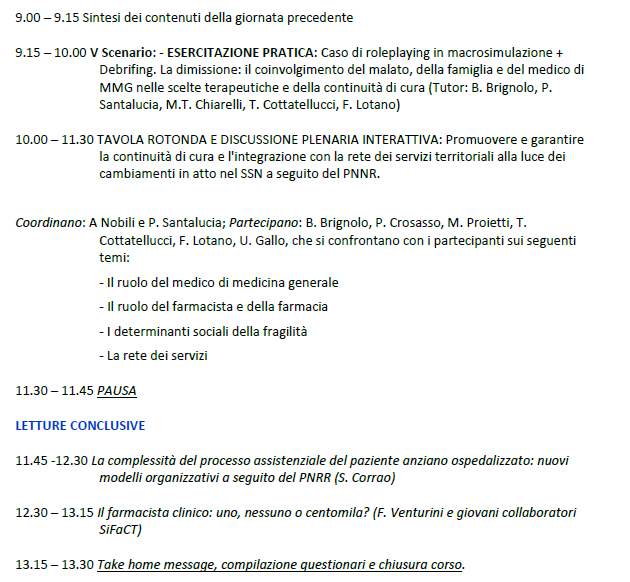 9.00 – 9.15 Sintesi dei contenuti della giornata precedente
9.15 – 10.00 V Scenario: - ESERCITAZIONE PRATICA: Caso di roleplaying in macrosimulazione +
Debrifing. La dimissione: il coinvolgimento del malato, della famiglia e del medico di
MMG nelle scelte terapeutiche e della continuità di cura (Tutor: B. Brignolo, P.
Santalucia, M.T. Chiarelli, T. Cottatellucci, F. Lotano)
10.00 – 11.30 TAVOLA ROTONDA E DISCUSSIONE PLENARIA INTERATTIVA: Promuovere e garantire
la continuità di cura e l'integrazione con la rete dei servizi territoriali alla luce dei
cambiamenti in atto nel SSN a seguito del PNNR.
Coordinano: A Nobili e P. Santalucia; Partecipano: B. Brignolo, P. Crosasso, M. Proietti, T.
Cottatellucci, F. Lotano, U. Gallo, che si confrontano con i partecipanti sui seguenti
temi:
- Il ruolo del medico di medicina generale
- Il ruolo del farmacista e della farmacia
- I determinanti sociali della fragilità
- La rete dei servizi
11.30 – 11.45 PAUSA
LETTURE CONCLUSIVE
11.45 -12.30 La complessità del processo assistenziale del paziente anziano ospedalizzato: nuovi
modelli organizzativi a seguito del PNRR (S. Corrao)
12.30 – 13.15 Il farmacista clinico: uno, nessuno o centomila? (F. Venturini e giovani collaboratori
SiFaCT)
13.15 – 13.30 Take home message, compilazione questionari e chiusura corso.